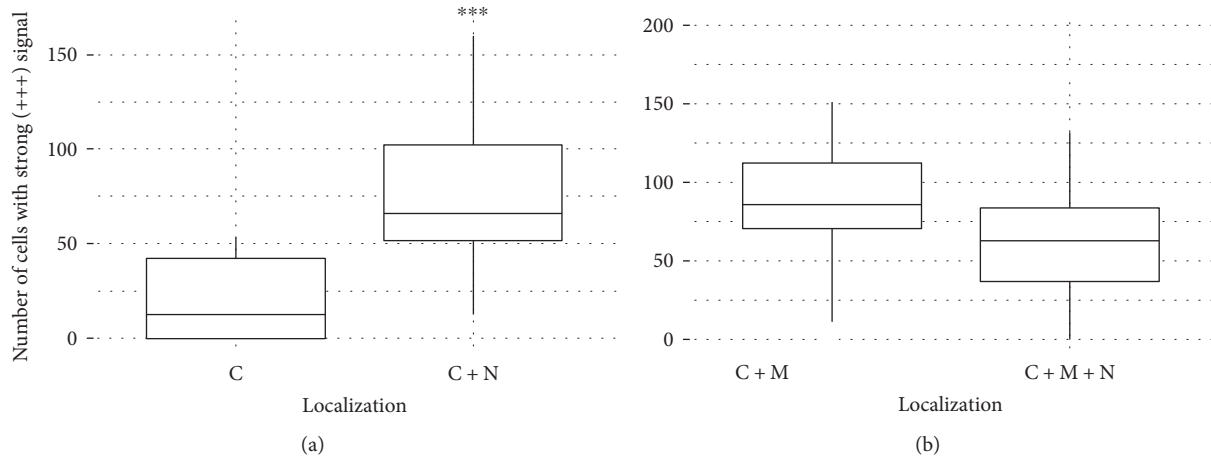 Number of cells with strong (+++) signal
***
150
100
50
0
C
C + N
Localization
(a)
200
150
100
50
0
C + M
C + M + N
Localization
(b)